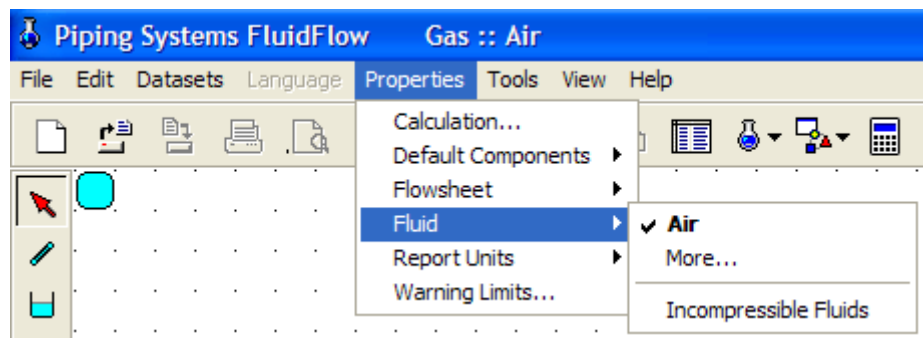 Piping Systems FluidFlow Gas :: Air
File Edit Datasets Language Properties Tools View Help
Calculation...
Default Components
Flowsheet
Fluid
Report Units
Warning Limits...
Air
More...
Incompressible Fluids